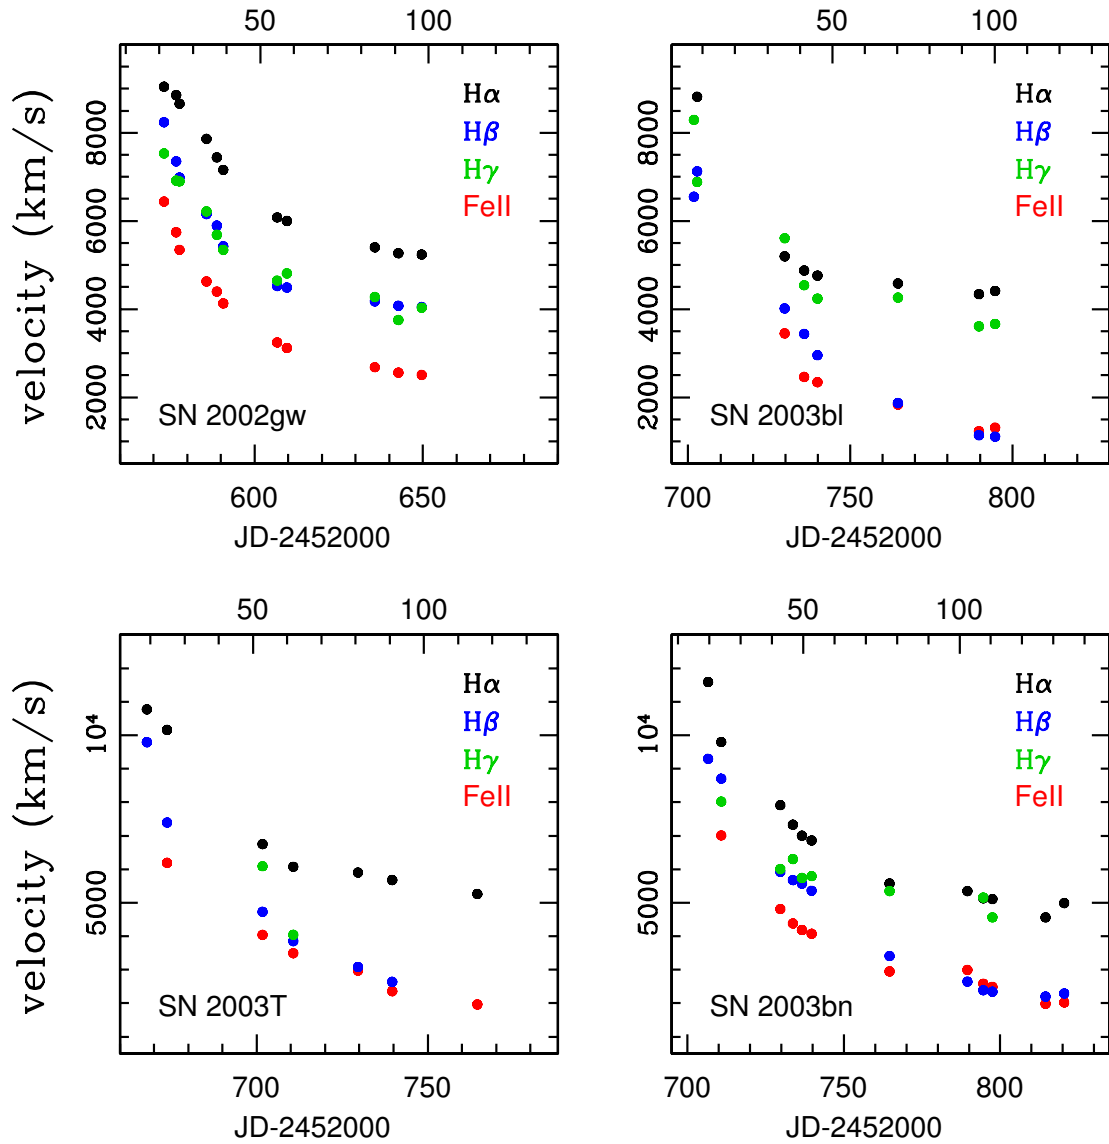 50 100
50 100
velocity (km/s)
8000
6000
4000
2000
Hα
Hβ
Hγ
FeII
SN 2002gw
600 650
JD-2452000
8000
6000
4000
2000
Hα
Hβ
Hγ
FeII
SN 2003bl
700 750 800
JD-2452000
50 100
50 100
velocity (km/s)
10⁴
5000
Hα
Hβ
Hγ
FeII
SN 2003T
700 750
JD-2452000
10⁴
5000
Hα
Hβ
Hγ
FeII
SN 2003bn
700 750 800
JD-2452000